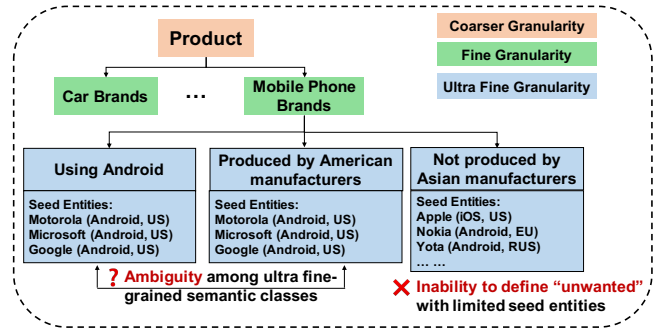 Product
Coarser Granularity
Fine Granularity
Ultra Fine Granularity
Car Brands
...
Mobile Phone
Brands
Using Android
Seed Entities:
Motorola (Android, US)
Microsoft (Android, US)
Google (Android, US)
Produced by American
manufacturers
Seed Entities:
Motorola (Android, US)
Microsoft (Android, US)
Google (Android, US)
Not produced by
Asian manufacturers
Seed Entities:
Apple (iOS, US)
Nokia (Android, EU)
Yota (Android, RUS)
... ...
? Ambiguity among ultra fine-
grained semantic classes
Inability to define “unwanted”
with limited seed entities